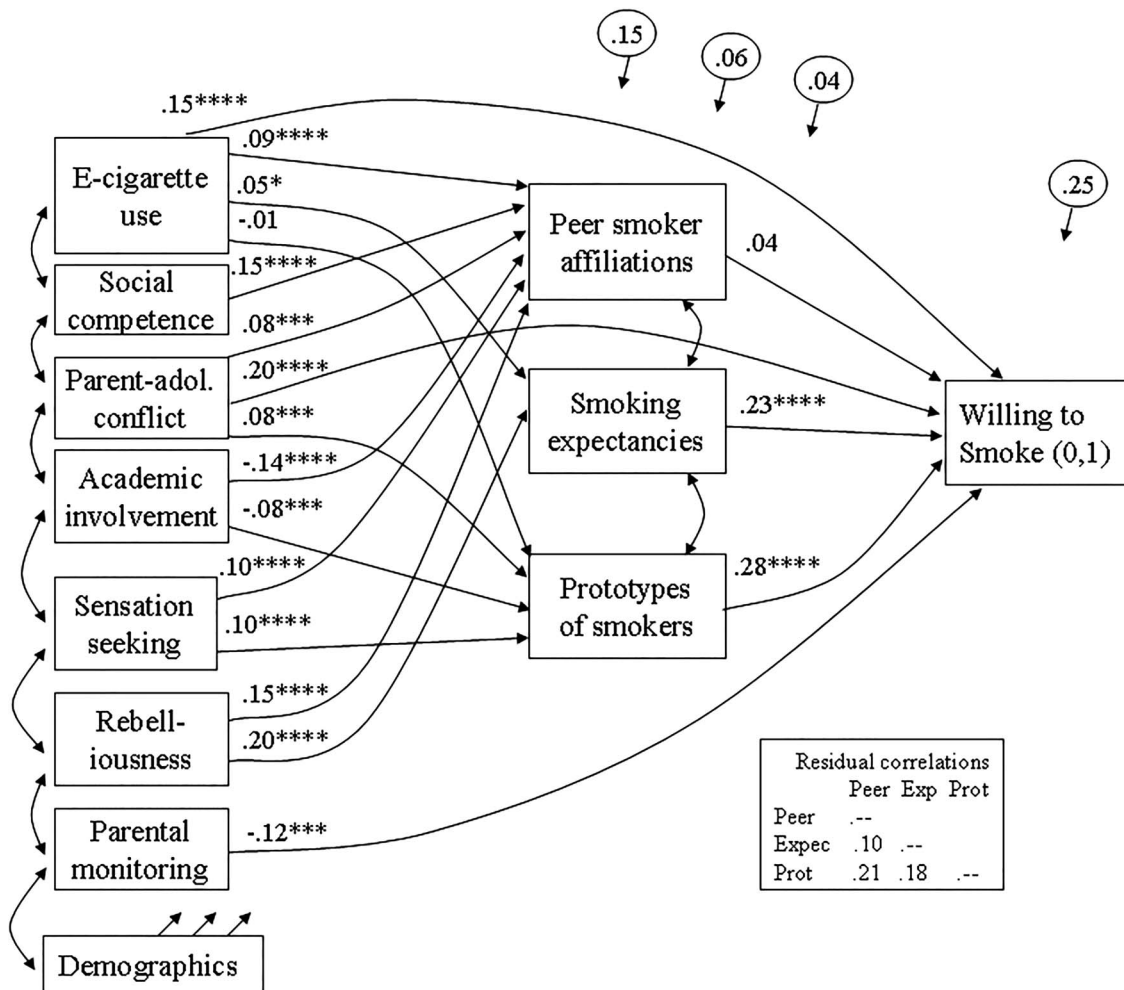 .15
.06
.04
.25
.15****
E-cigarette
use
.09****
.05*
-.01
Social
competence
.15****
Parent-adol.
conflict
.08***
.20****
.08***
Academic
involvement
-.14****
-.08***
Sensation
seeking
.10****
.10****
Rebell-
iousness
.15****
.20****
Parental
monitoring
-.12***
Demographics
Peer smoker
affiliations
.04
Smoking
expectancies
.23****
Prototypes
of smokers
.28****
Willing to
Smoke (0,1)
Residual correlations
Peer Exp Prot
Peer .--
Expec .10 .--
Prot .21 .18 .--